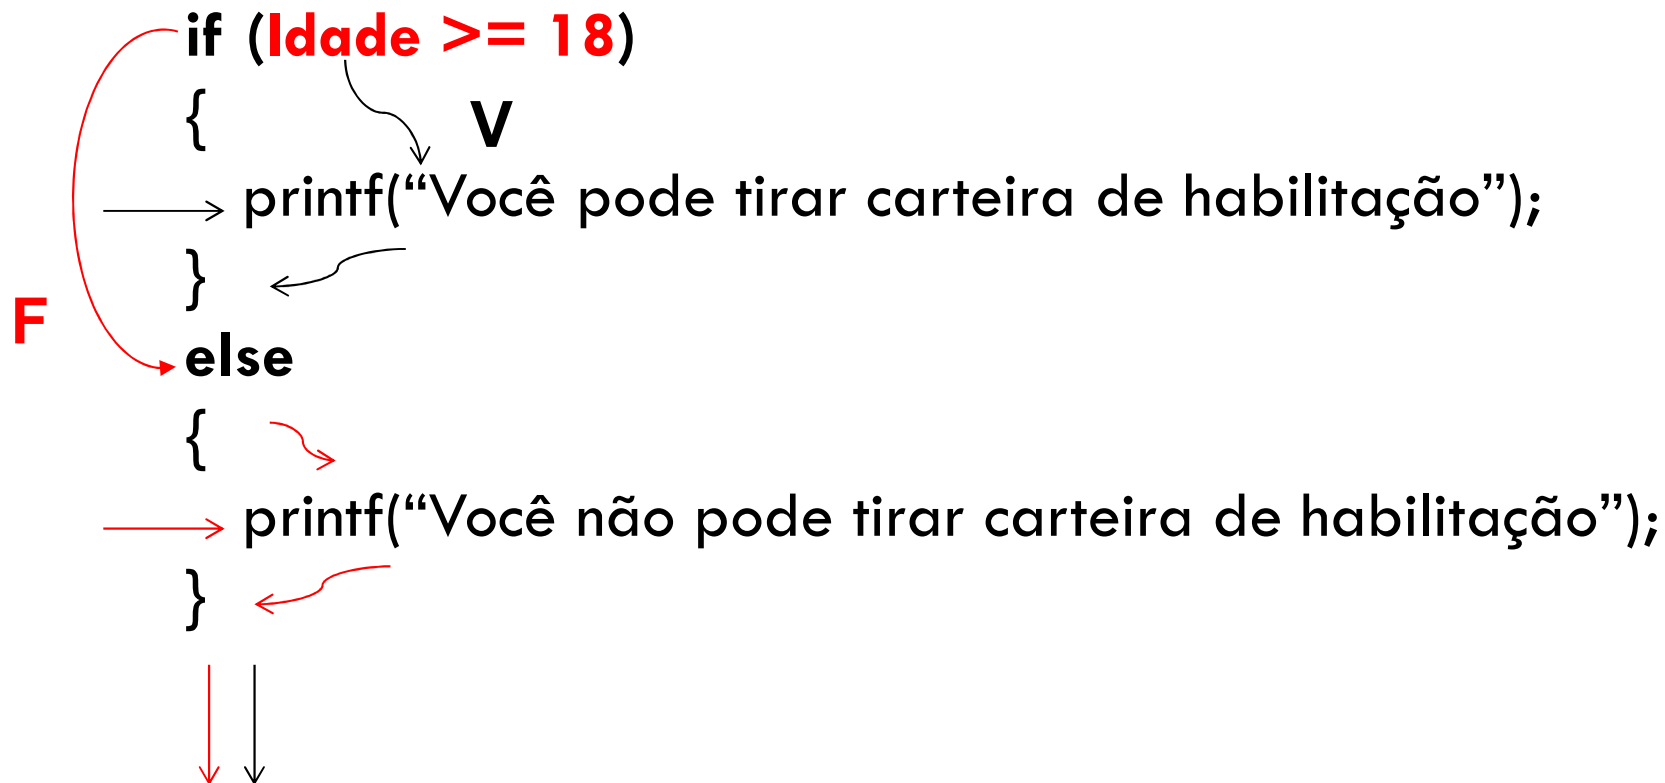 if (Idade >= 18)
{
V
printf(“Você pode tirar carteira de habilitação”);
}
F
else
{
printf(“Você não pode tirar carteira de habilitação”);
}